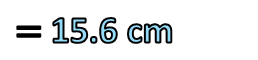 = 15.6 cm